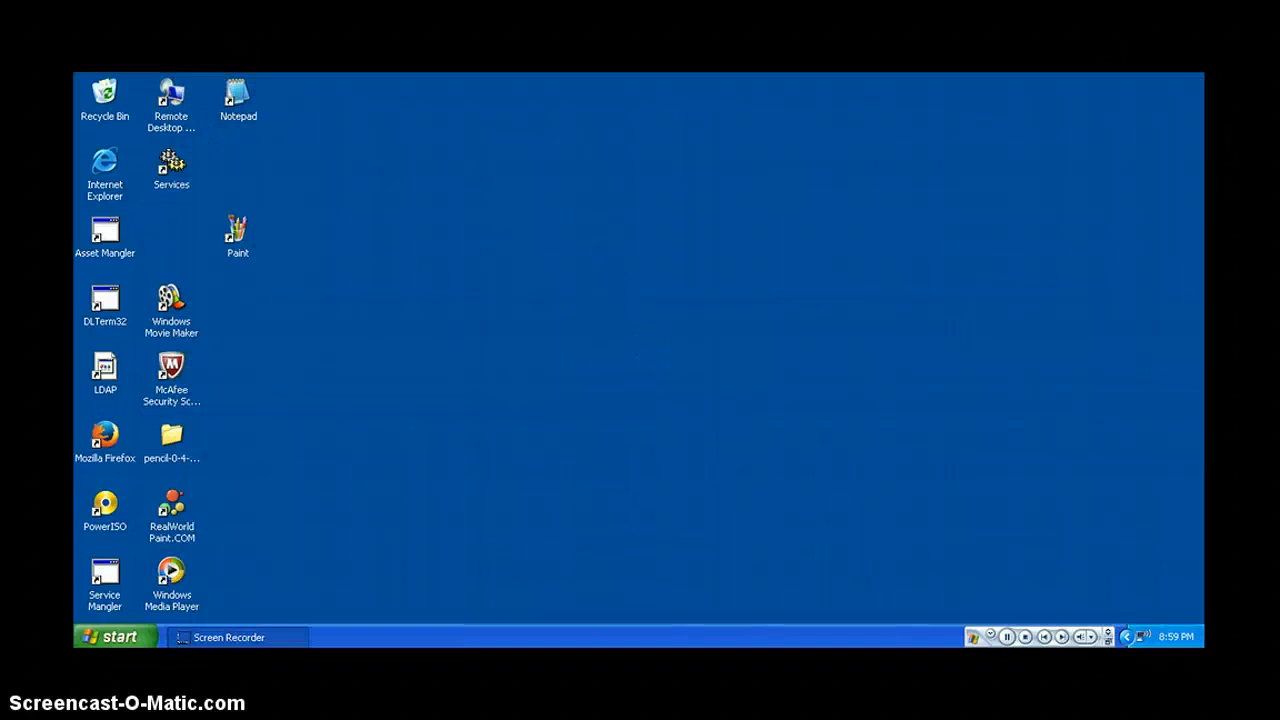 Recycle Bin
Remote
Desktop ...
Notepad
Internet
Explorer
Services
Asset Mangler
Paint
DLTerm32
Windows
Movie Maker
LDAP
McAfee
Security Sc...
Mozilla Firefox
pencil-0-4-...
PowerISO
RealWorld
Paint.COM
Service
Mangler
Windows
Media Player
start
Screen Recorder
8:59 PM
Screencast-O-Matic.com